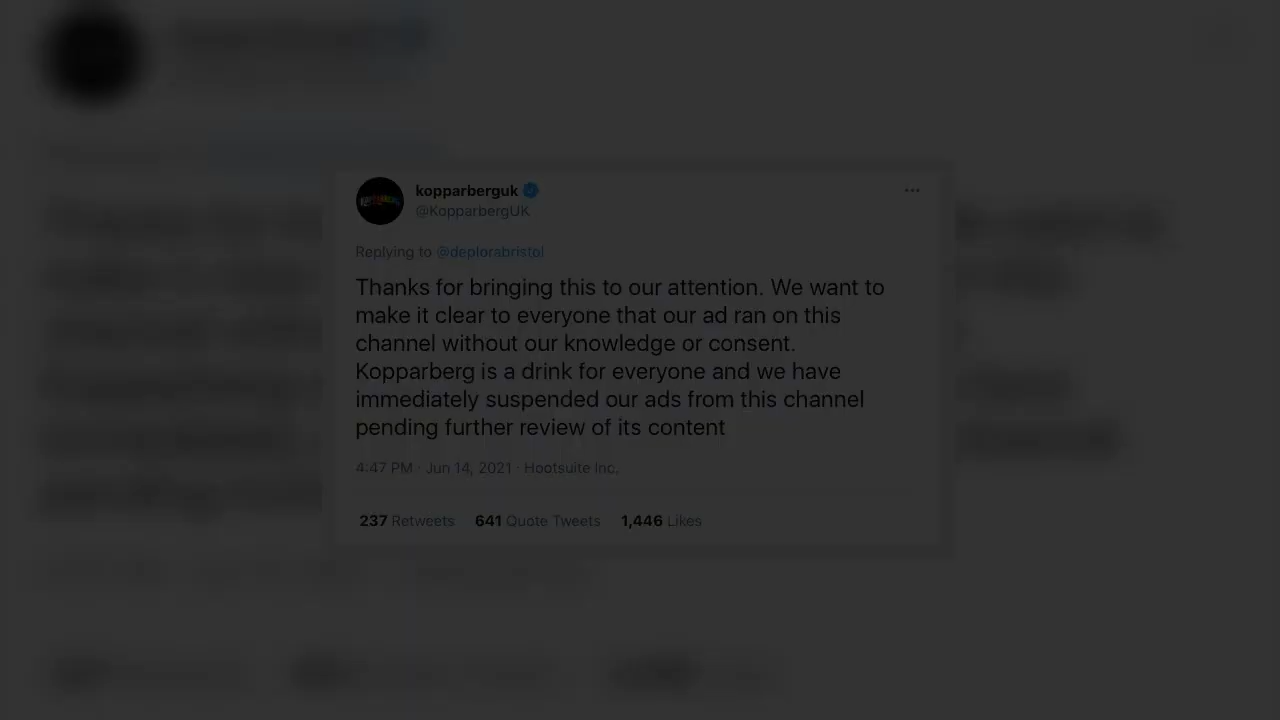 kopparberguk
@KopparbergUK
Replying to @deplorabristol
Thanks for bringing this to our attention. We want to
make it clear to everyone that our ad ran on this
channel without our knowledge or consent.
Kopparberg is a drink for everyone and we have
immediately suspended our ads from this channel
pending further review of its content
4:47 PM · Jun 14, 2021 · Hootsuite Inc.
237 Retweets 641 Quote Tweets 1,446 Likes